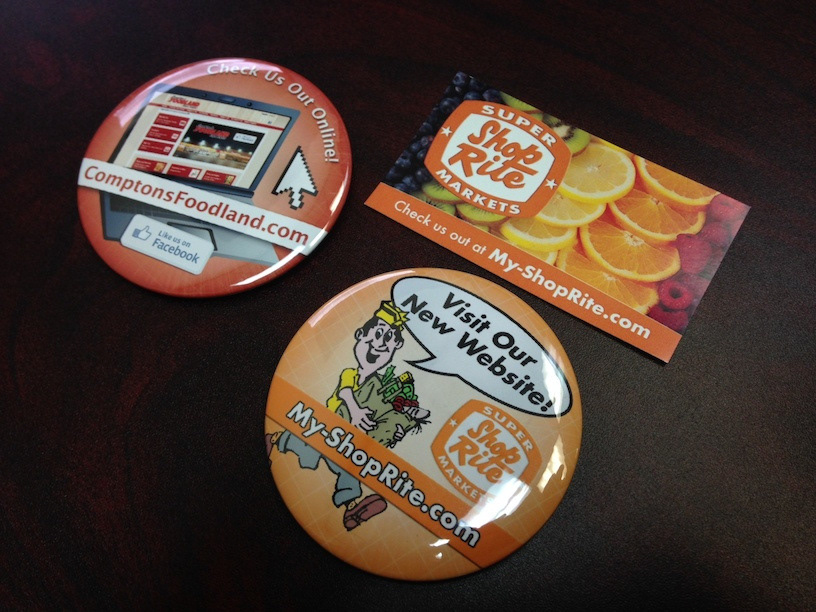 Check Us Out Online!
FOODLAND
ComptonsFoodland.com
Like us on
Facebook
SUPER
Shop
Rite
MARKETS
Check us out at My-ShopRite.com
Visit Our
New Website!
My-ShopRite.com
SUPER
Shop
Rite
MARKETS